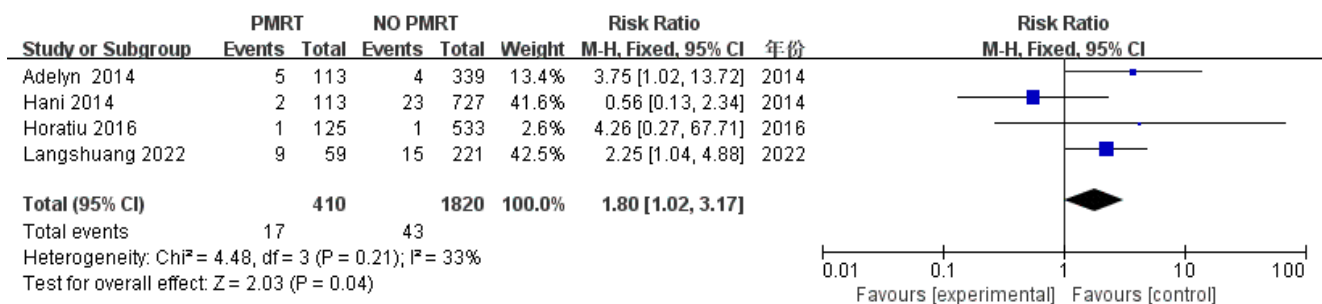 PMRT NO PMRT Risk Ratio Risk Ratio
Study or Subgroup Events Total Events Total Weight M-H, Fixed, 95% CI 年份 M-H, Fixed, 95% CI
Adelyn 2014 5 113 4 339 13.4% 3.75 [1.02, 13.72] 2014
Hani 2014 2 113 23 727 41.6% 0.56 [0.13, 2.34] 2014
Horatiu 2016 1 125 1 533 2.6% 4.26 [0.27, 67.71] 2016
Langshuang 2022 9 59 15 221 42.5% 2.25 [1.04, 4.88] 2022
Total (95% CI) 410 1820 100.0% 1.80 [1.02, 3.17]
Total events 17 43
Heterogeneity: Chi² = 4.48, df = 3 (P = 0.21); I² = 33%
Test for overall effect: Z = 2.03 (P = 0.04)
0.01 0.1 1 10 100
Favours [experimental] Favours [control]